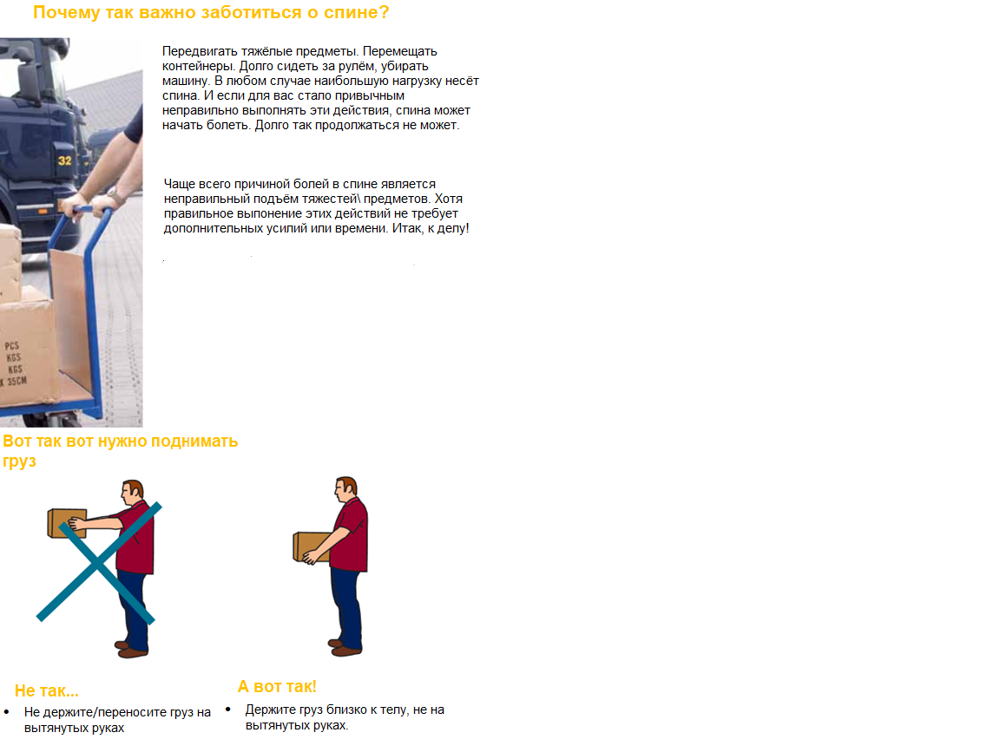 Почему так важно заботиться о спине?
Передвигать тяжёлые предметы. Перемещать
контейнеры. Долго сидеть за рулём, убирать
машину. В любом случае наибольшую нагрузку несёт
спина. И если для вас стало привычным
неправильно выполнять эти действия, спина может
начать болеть. Долго так продолжаться не может.
32
Чаще всего причиной болей в спине является
неправильный подъём тяжестей\ предметов. Хотя
правильное выпонение этих действий не требует
дополнительных усилий или времени. Итак, к делу!
PCS
KGS
KGS
X 35CM
Вот так вот нужно поднимать
груз
Не так...
• Не держите/переносите груз на
вытянутых руках
А вот так!
• Держите груз близко к телу, не на
вытянутых руках.